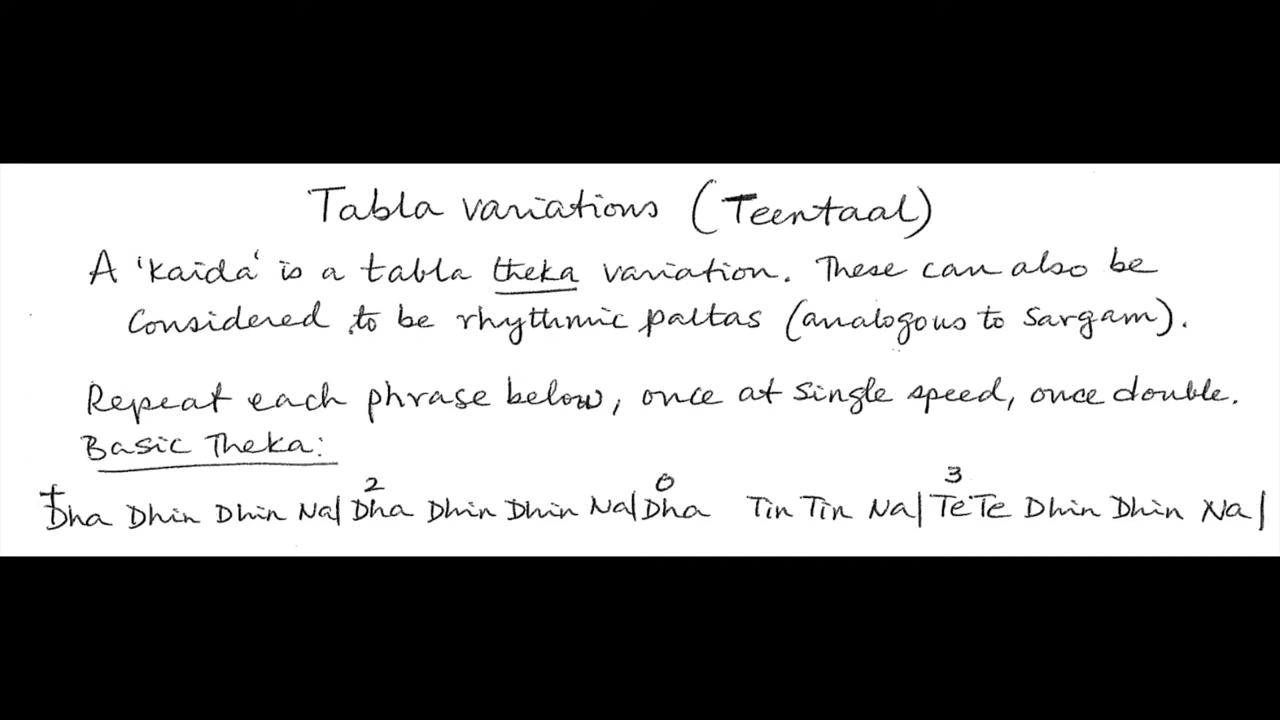 Tabla variations (Teentaal)
A 'Kaida' is a tabla theka variation. These can also be
considered to be rhythmic paltas (analogous to Sargam).
Repeat each phrase below, once at single speed, once double.
Basic Theka:
+ 2 0 3
Dha Dhin Dhin Na| Dha Dhin Dhin Na| Dha Tin Tin Na| TeTe Dhin Dhin Na|